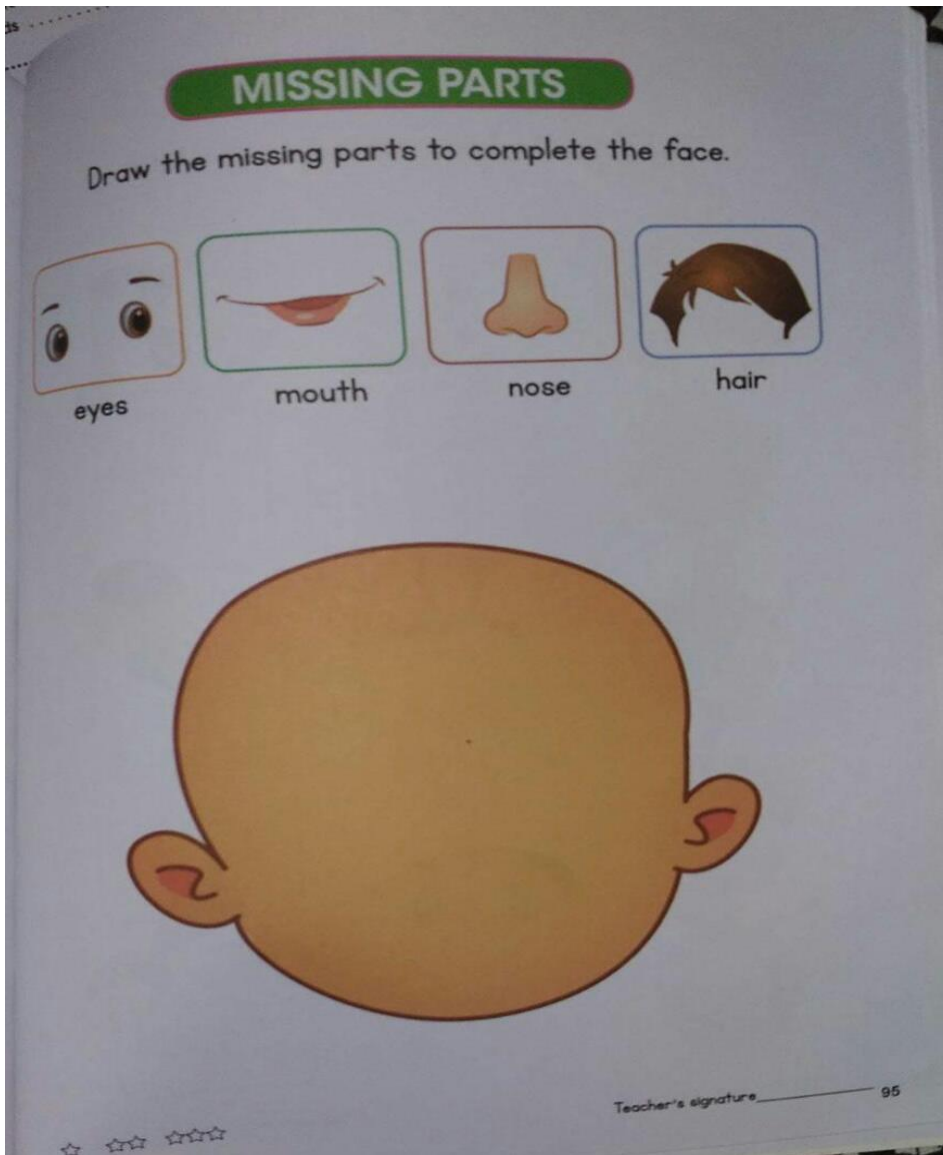 MISSING PARTS
Draw the missing parts to complete the face.
eyes
mouth
nose
hair
Teacher's signature 95